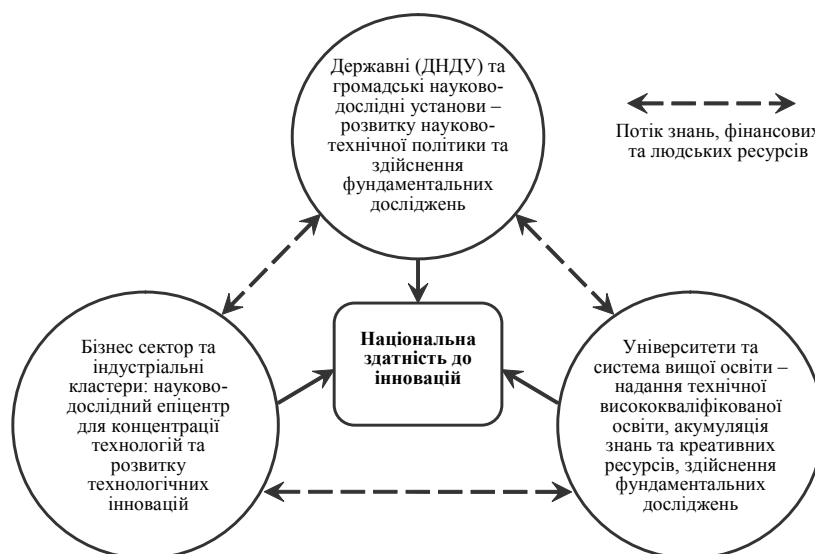 Державні (ДНДУ) та
громадські науково-
дослідні установи –
розвитку науково-
технічної політики та
здійснення
фундаментальних
досліджень
Потік знань, фінансових
та людських ресурсів
Національна
здатність до
інновацій
Бізнес сектор та
індустріальні
кластери: науково-
дослідний епіцентр
для концентрації
технологій та
розвитку
технологічних
інновацій
Університети та
система вищої освіти –
надання технічної
висококваліфікованої
освіти, акумуляція
знань та креативних
ресурсів, здійснення
фундаментальних
досліджень